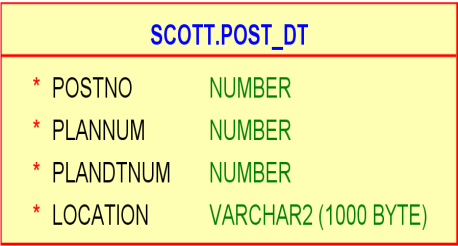 SCOTT.POST_DT
* POSTNO NUMBER
* PLANNUM NUMBER
* PLANDTNUM NUMBER
* LOCATION VARCHAR2 (1000 BYTE)